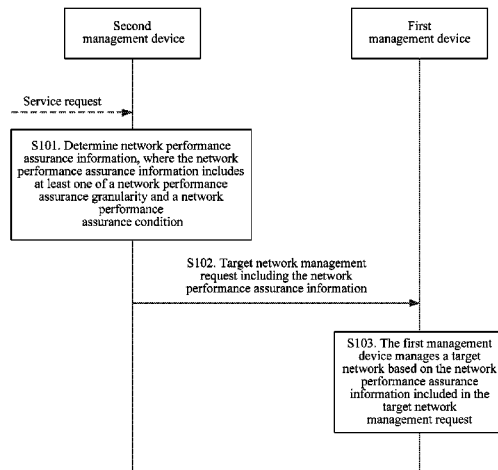 Second
management device
First
management device
Service request
S101. Determine network performance
assurance information, where the network
performance assurance information includes
at least one of a network performance
assurance granularity and a network
performance
assurance condition
S102. Target network management
request including the network
performance assurance information
S103. The first management
device manages a target
network based on the network
performance assurance
information included in the
target network
management request